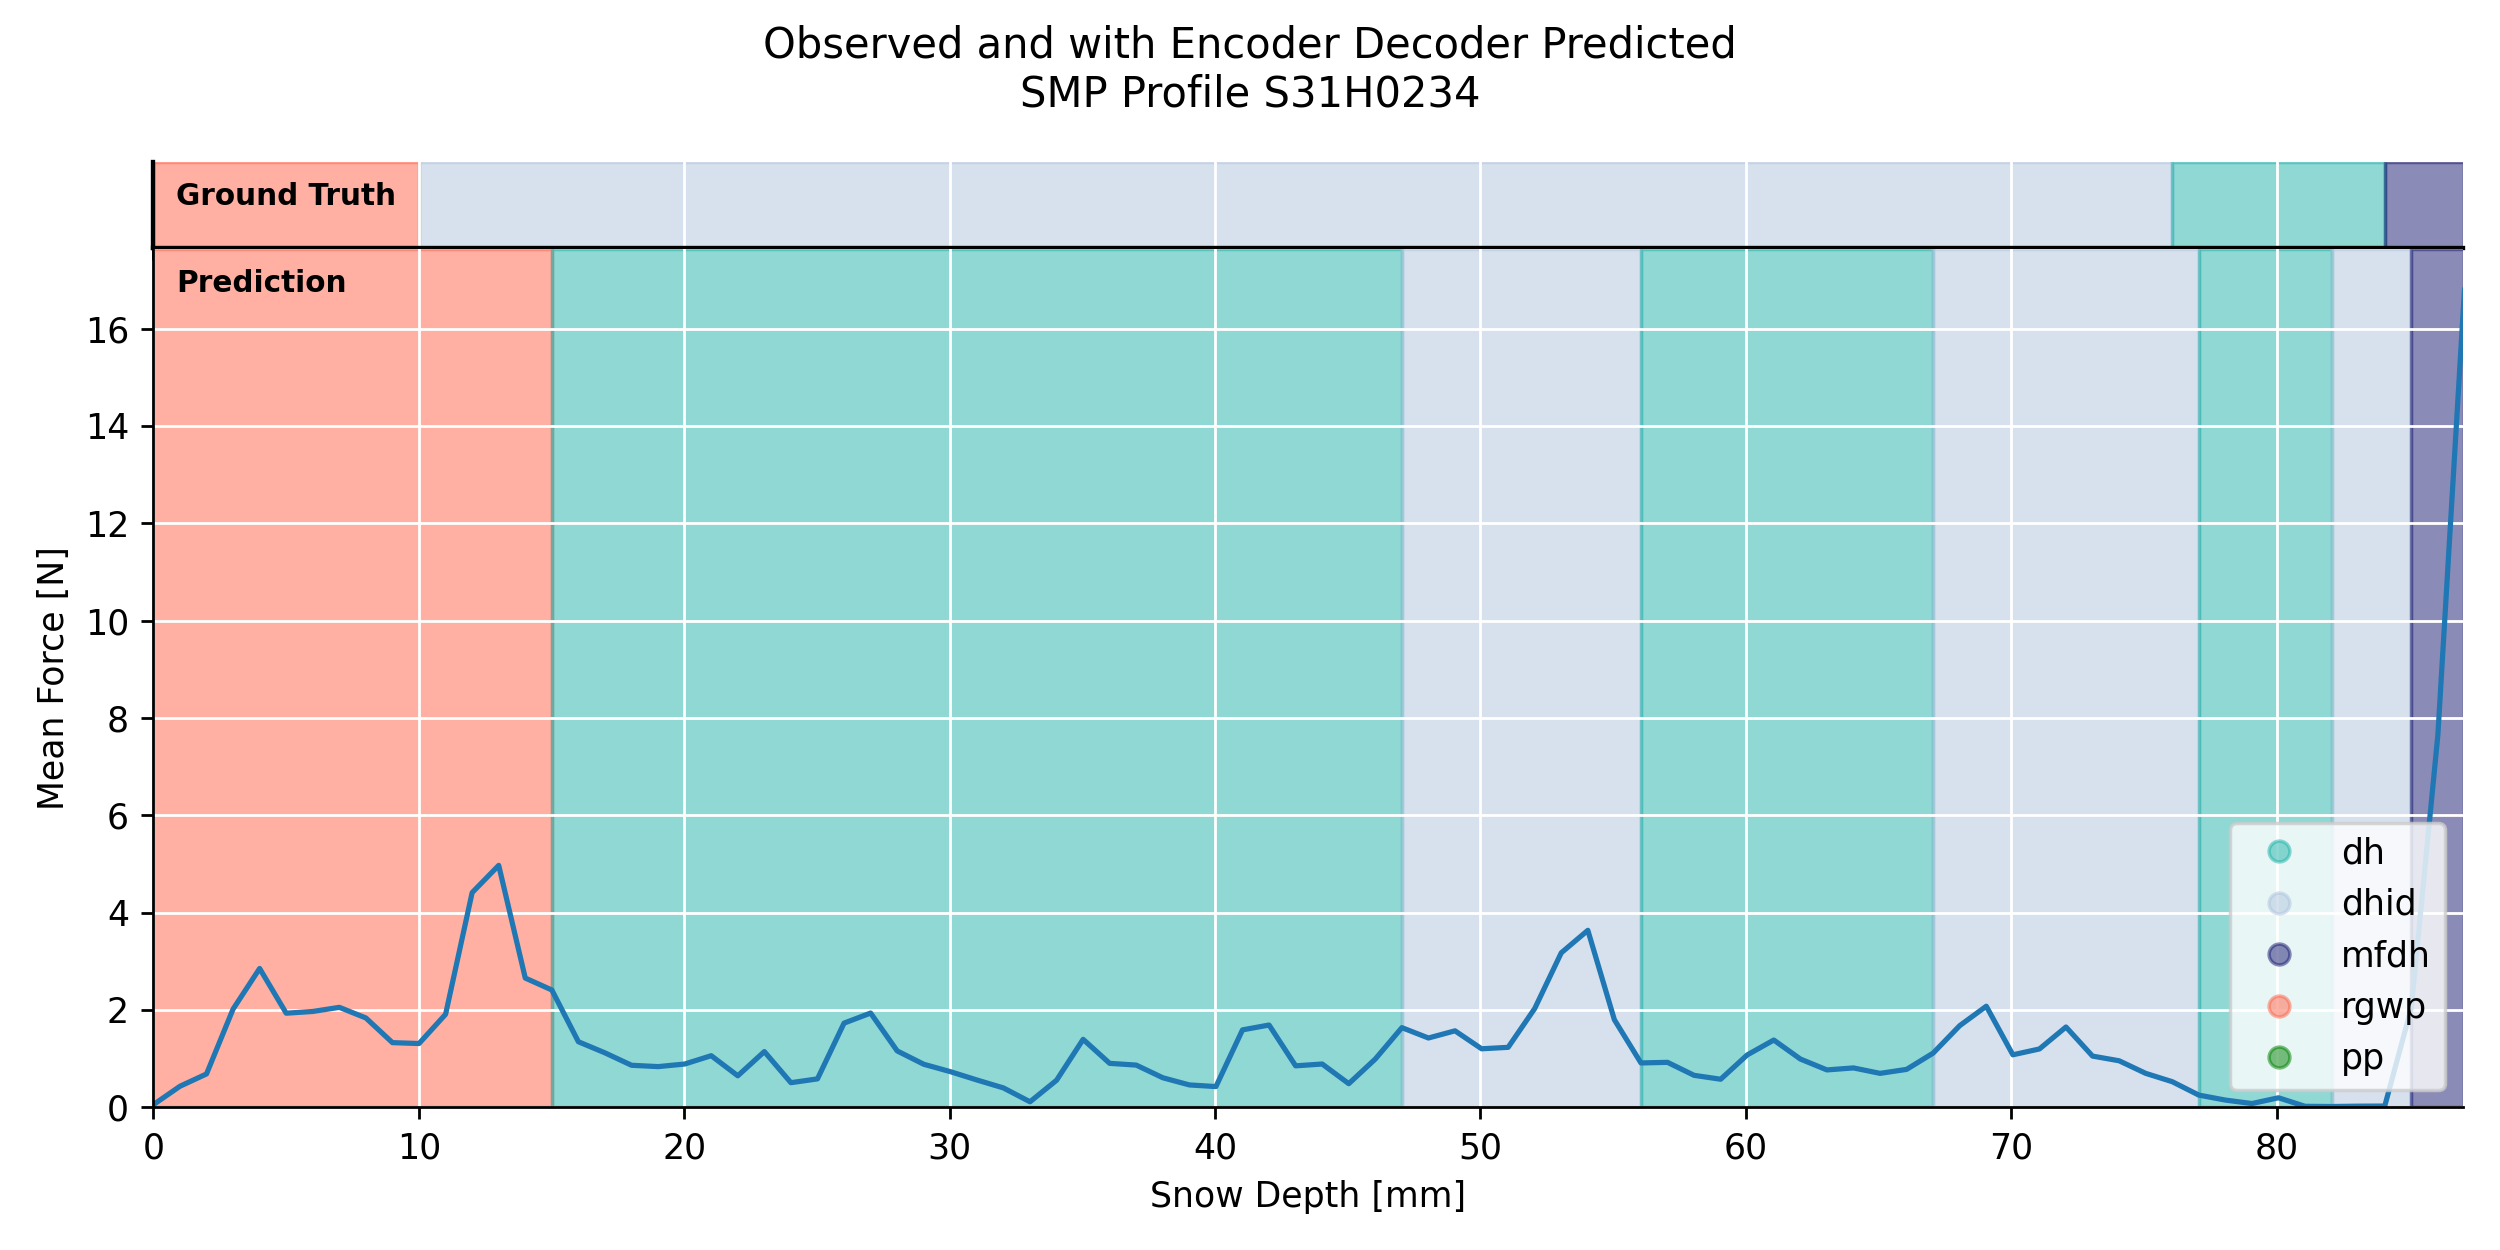 Observed and with Encoder Decoder Predicted
SMP Profile S31H0234
Ground Truth
Prediction
16
14
12
10
8
6
4
2
0
Mean Force [N]
dh
dhid
mfdh
rgwp
pp
0 10 20 30 40 50 60 70 80
Snow Depth [mm]